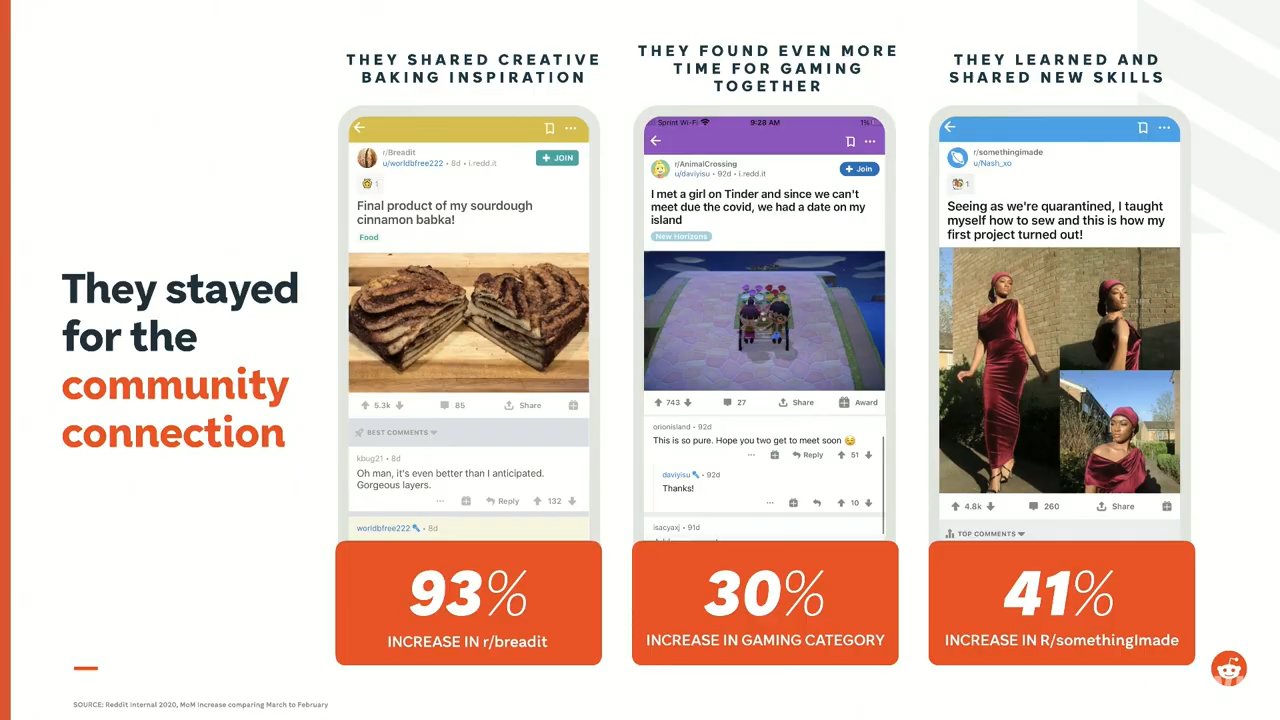 They stayed
for the
community
connection
THEY SHARED CREATIVE
BAKING INSPIRATION
r/Breadit
u/worldbfree222 • 8d • i.redd.it
JOIN
1
Final product of my sourdough
cinnamon babka!
Food
5.3k
85
Share
BEST COMMENTS
kbug21 • 8d
Oh man, it's even better than I anticipated.
Gorgeous layers.
Reply
132
worldbfree222 • 8d
93%
INCREASE IN r/breadit
THEY FOUND EVEN MORE
TIME FOR GAMING
TOGETHER
Sprint Wi-Fi
9:28 AM
1%
r/AnimalCrossing
u/daviyisu • 92d • i.redd.it
Join
I met a girl on Tinder and since we can't
meet due the covid, we had a date on my
island
New Horizons
743
27
Share
Award
orionisland • 92d
This is so pure. Hope you two get to meet soon 😊
Reply
51
daviyisu • 92d
Thanks!
10
isacyaxj • 91d
30%
INCREASE IN GAMING CATEGORY
THEY LEARNED AND
SHARED NEW SKILLS
r/somethingimade
u/Nash_xo
1
Seeing as we're quarantined, I taught
myself how to sew and this is how my
first project turned out!
4.8k
260
Share
TOP COMMENTS
41%
INCREASE IN R/somethingImade
SOURCE: Reddit Internal 2020, MoM Increase comparing March to February